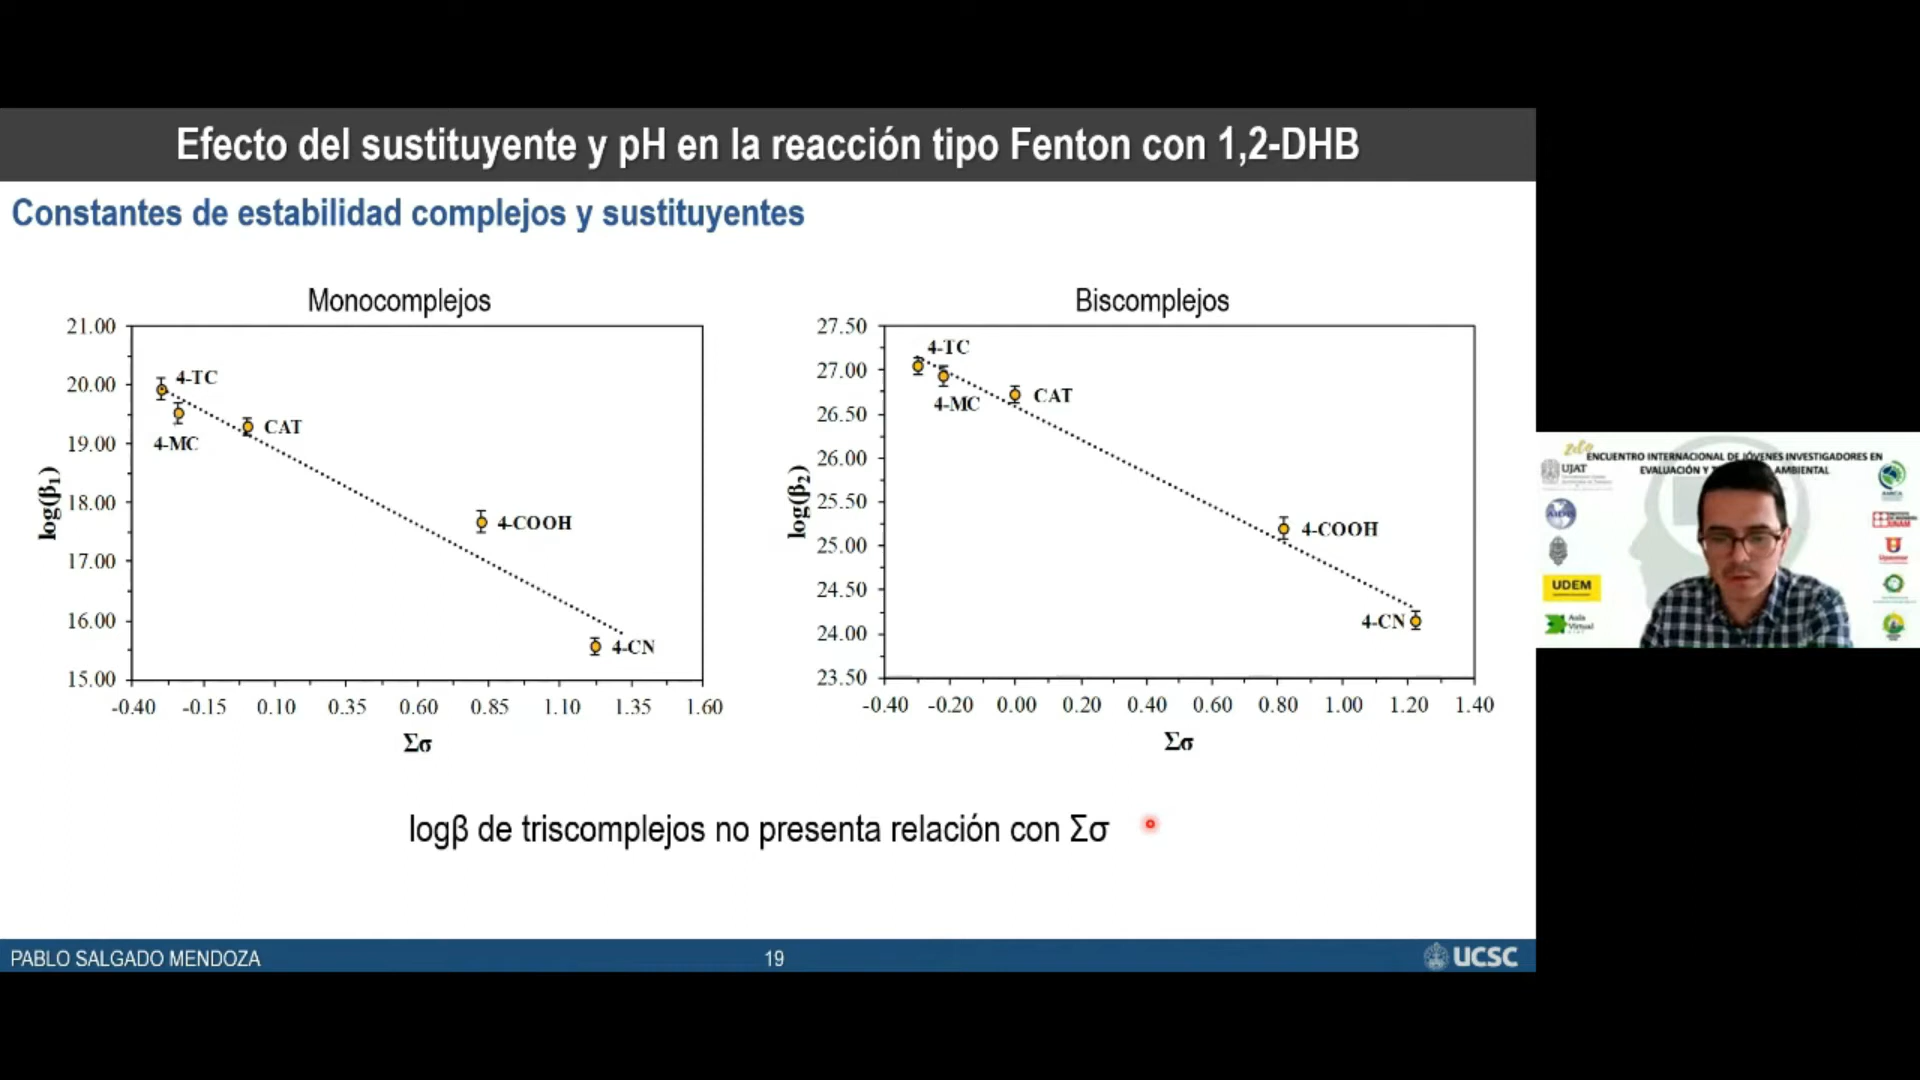 Efecto del sustituyente y pH en la reacción tipo Fenton con 1,2-DHB
Constantes de estabilidad complejos y sustituyentes
Monocomplejos
21.00
20.00
19.00
18.00
17.00
16.00
15.00
log(β1)
4-TC
4-MC
CAT
4-COOH
4-CN
-0.40 -0.15 0.10 0.35 0.60 0.85 1.10 1.35 1.60
Σσ
Biscomplejos
27.50
27.00
26.50
26.00
25.50
25.00
24.50
24.00
23.50
log(β2)
4-TC
4-MC
CAT
4-COOH
4-CN
-0.40 -0.20 0.00 0.20 0.40 0.60 0.80 1.00 1.20 1.40
Σσ
logβ de triscomplejos no presenta relación con Σσ
PABLO SALGADO MENDOZA
19
UCSC
2do
ENCUENTRO INTERNACIONAL DE JÓVENES INVESTIGADORES EN
EVALUACIÓN Y
AMBIENTAL
UJAT
UDEM
Aula
Virtual